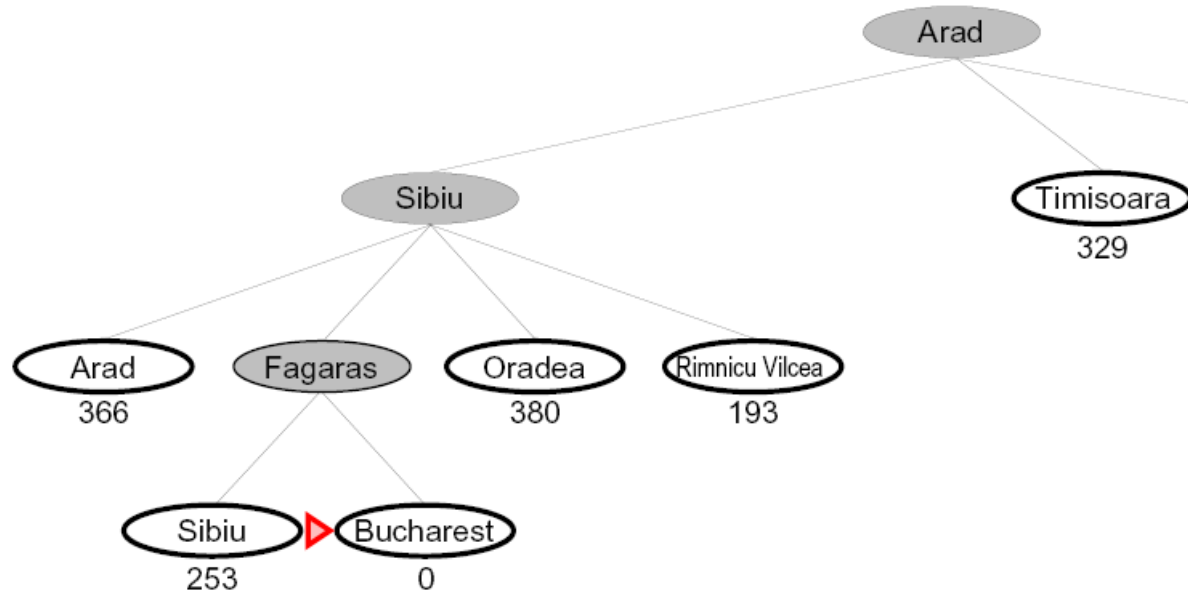 Arad
Sibiu
Timisoara
329
Arad
Fagaras
Oradea
Rimnicu Vilcea
366
380
193
Sibiu
Bucharest
253
0